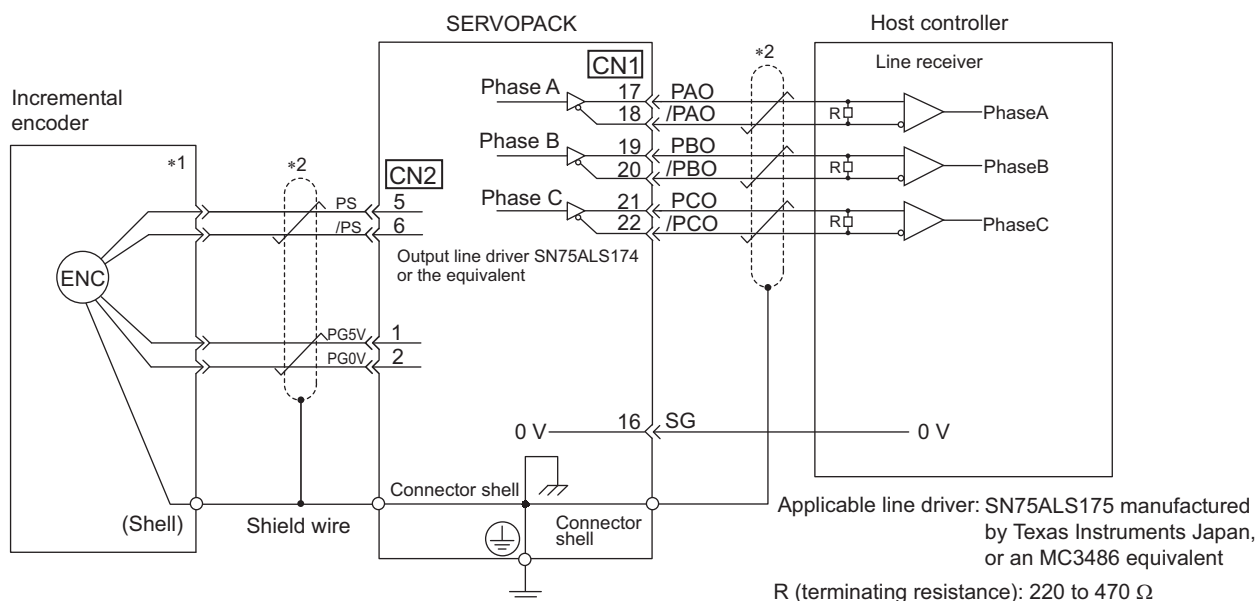 SERVOPACK
Host controller
Incremental
encoder
*1
*2
CN2
PS
5
/PS
6
Output line driver SN75ALS174
or the equivalent
ENC
PG5V
1
PG0V
2
CN1
*2
Line receiver
Phase A
17
PAO
18
/PAO
R
PhaseA
Phase B
19
PBO
20
/PBO
R
PhaseB
Phase C
21
PCO
22
/PCO
R
PhaseC
0 V
16
SG
0 V
(Shell)
Shield wire
Connector shell
Connector
shell
Applicable line driver: SN75ALS175 manufactured
by Texas Instruments Japan,
or an MC3486 equivalent
R (terminating resistance): 220 to 470 Ω